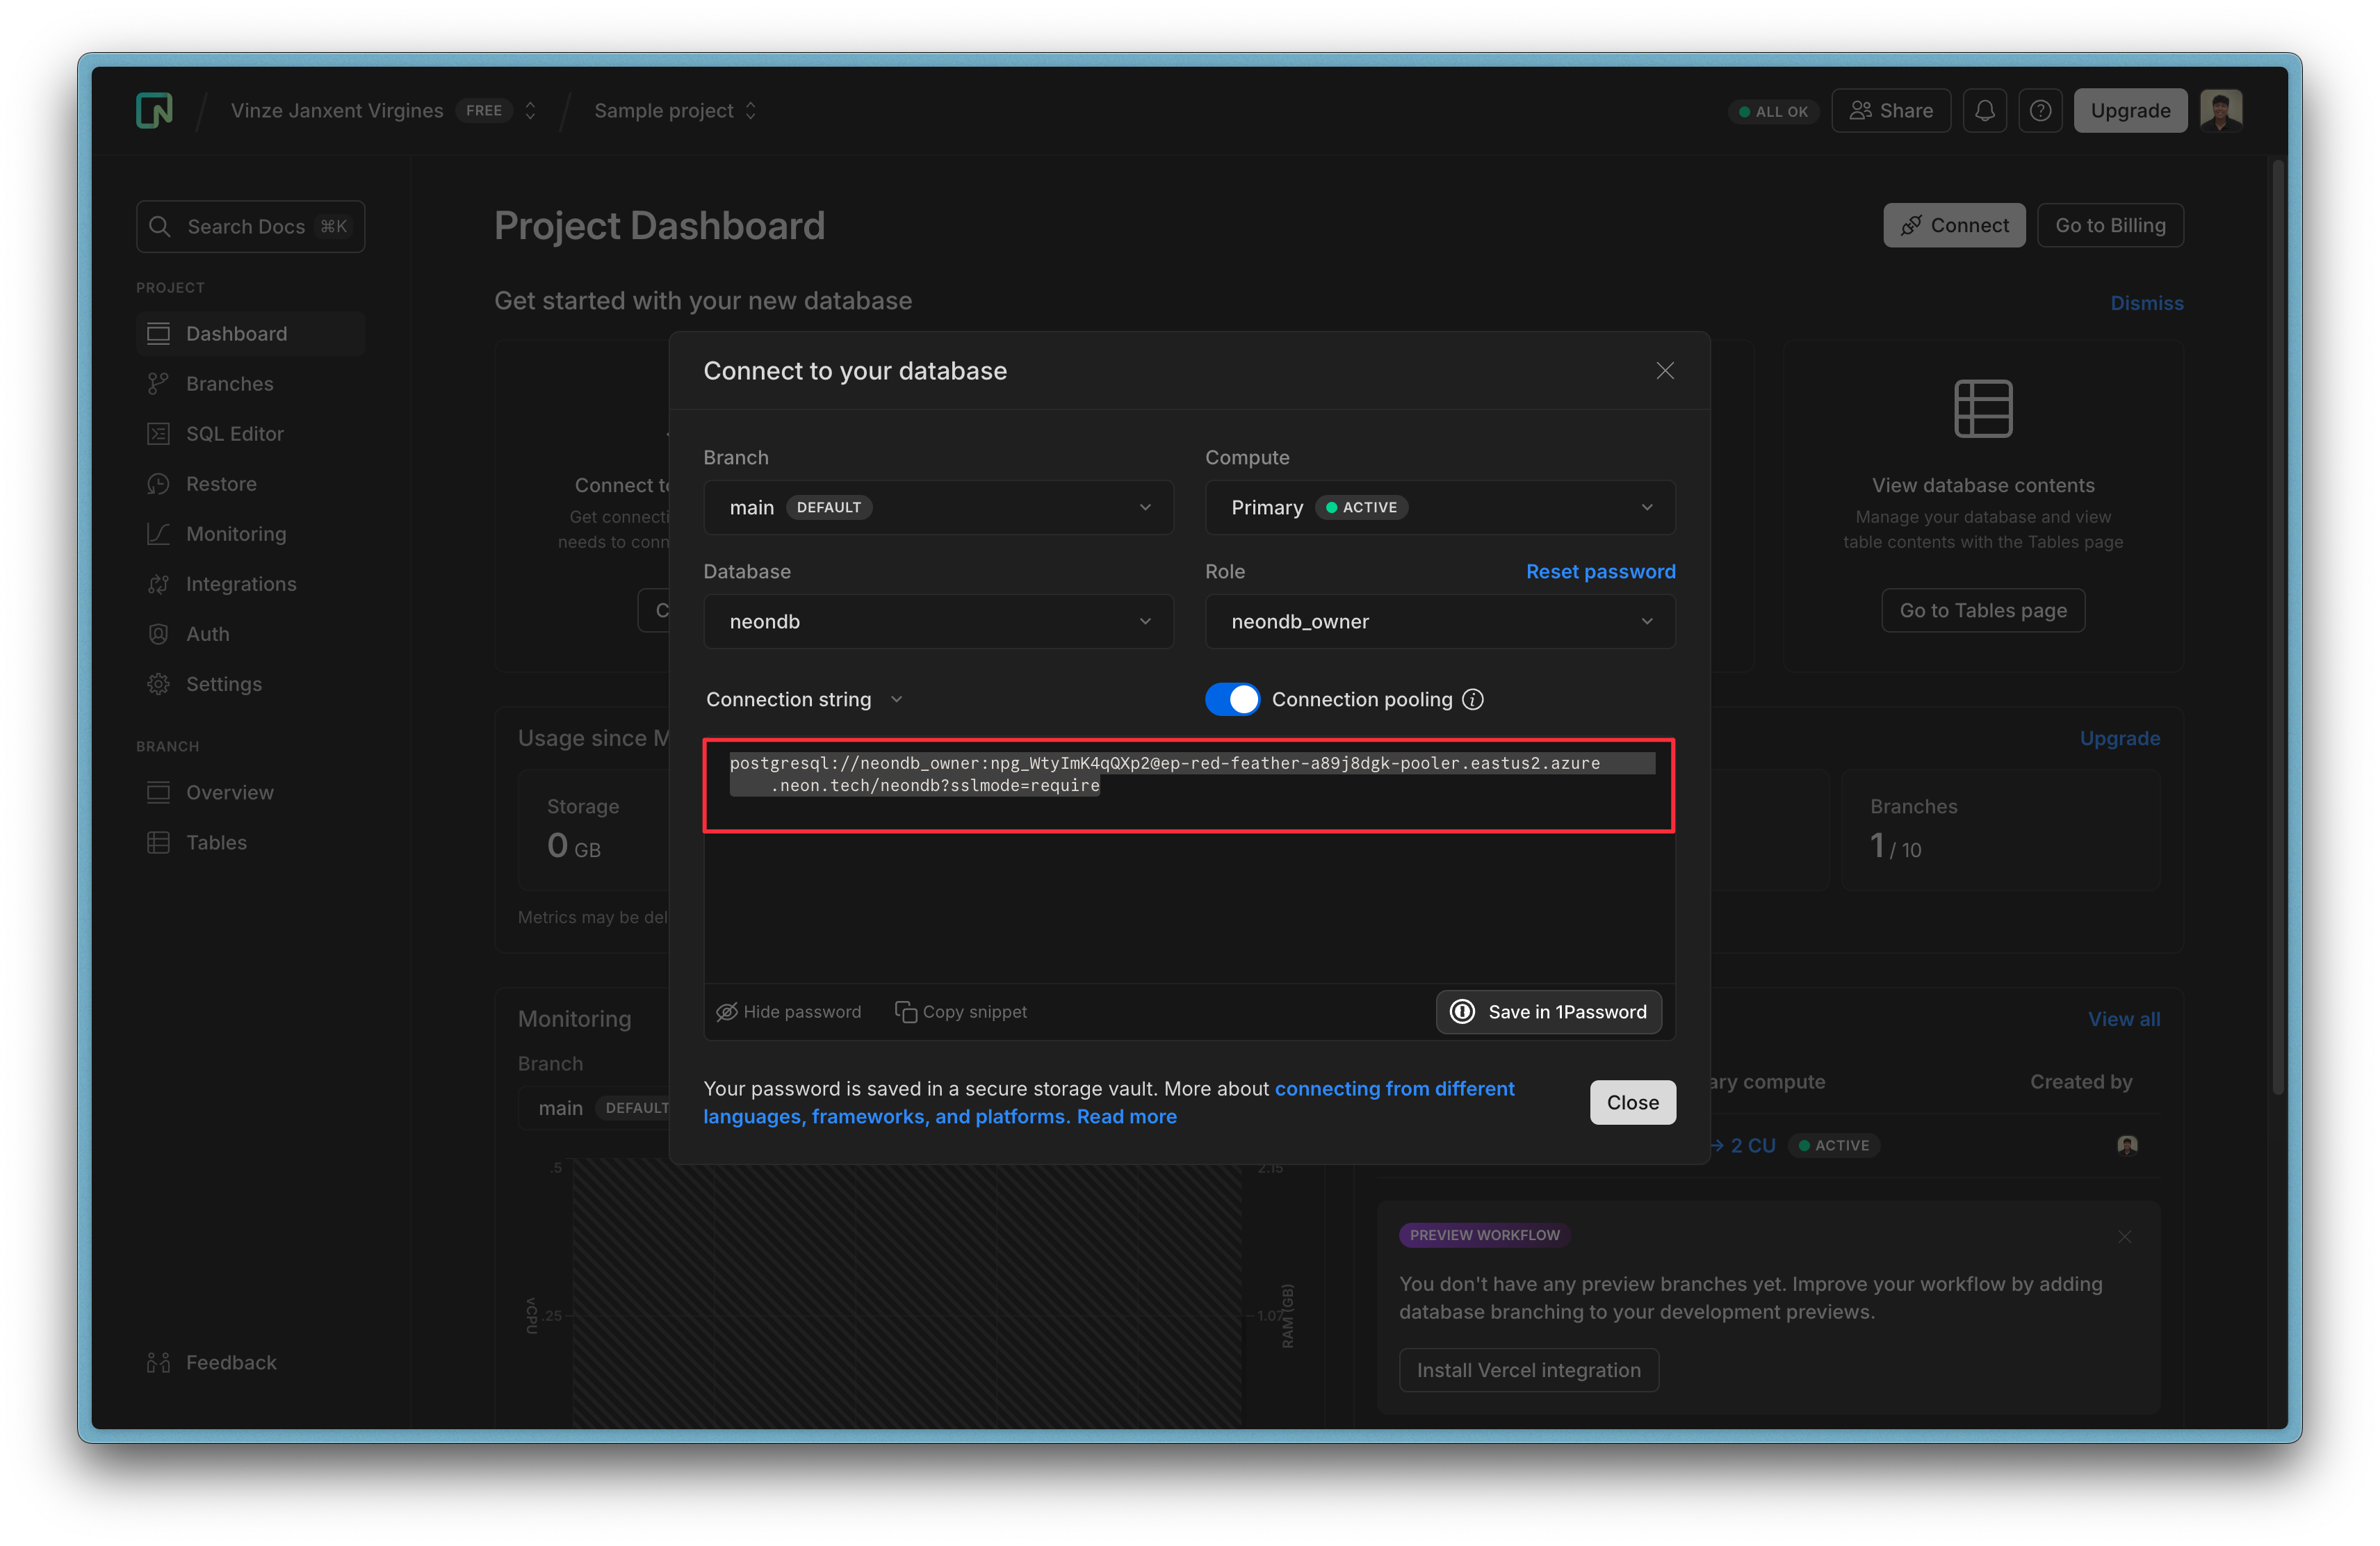 Vinze Janxent Virgines FREE
Sample project
ALL OK
Share
Upgrade
Search Docs ⌘K
PROJECT
Dashboard
Branches
SQL Editor
Restore
Monitoring
Integrations
Auth
Settings
BRANCH
Overview
Tables
Feedback
Project Dashboard
Connect
Go to Billing
Get started with your new database
Dismiss
Connect
Get
needs to
View database contents
Manage your database and view
table contents with the Tables page
Go to Tables page
Connect to your database
Branch
main DEFAULT
Compute
Primary ACTIVE
Database
neondb
Role
Reset password
neondb_owner
Connection string
Connection pooling
postgresql://neondb_owner:npg_WtyImK4qQXp2@ep-red-feather-a89j8dgk-pooler.eastus2.azure
.neon.tech/neondb?sslmode=require
Hide password
Copy snippet
Save in 1Password
Your password is saved in a secure storage vault. More about connecting from different
languages, frameworks, and platforms. Read more
Close
Usage since
Upgrade
Storage
0 GB
Metrics may be
Branches
1 / 10
Monitoring
Branch
main DEFAULT
.5
2.15
vCPU
.25
1.07
RAM (GB)
View all
compute
Created by
→ 2 CU ACTIVE
PREVIEW WORKFLOW
You don't have any preview branches yet. Improve your workflow by adding
database branching to your development previews.
Install Vercel integration